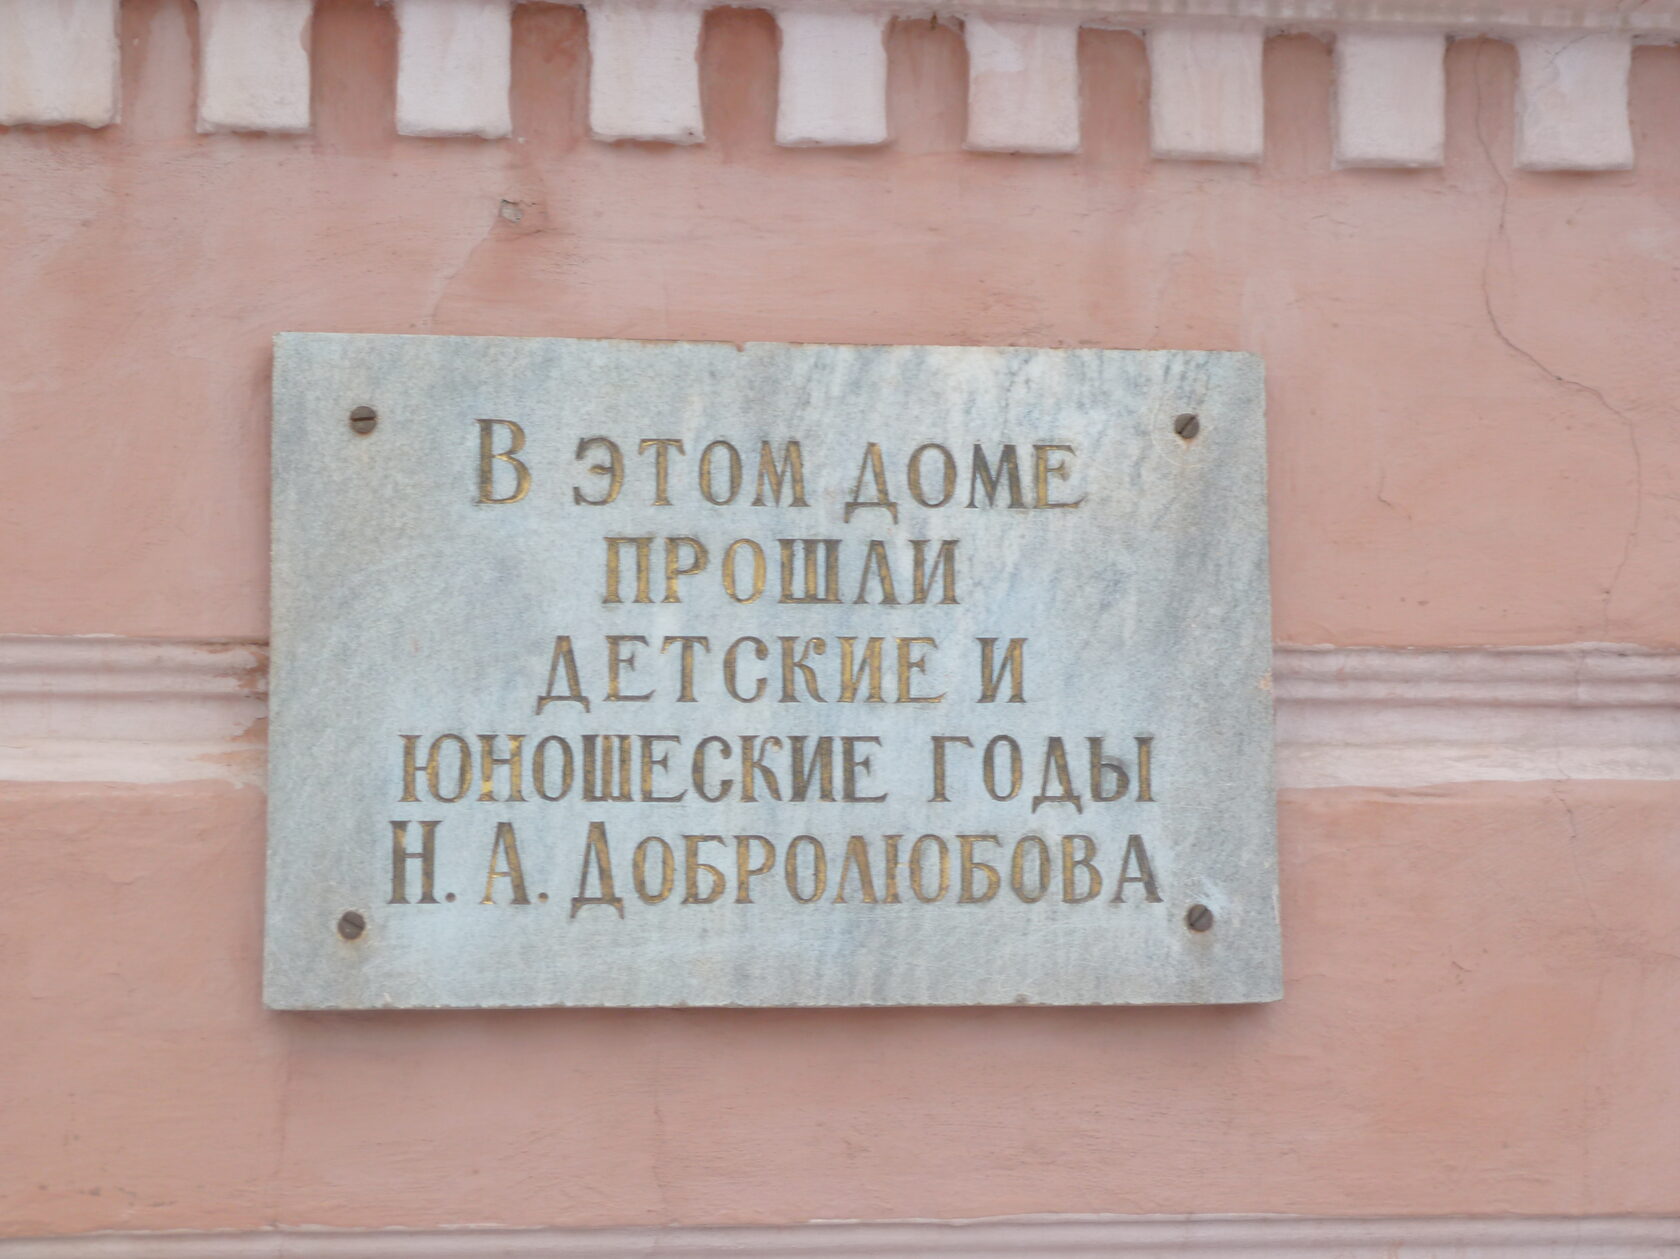 В ЭТОМ ДОМЕ
ПРОШЛИ
ДЕТСКИЕ И
ЮНОШЕСКИЕ ГОДЫ
Н. А. ДОБРОЛЮБОВА